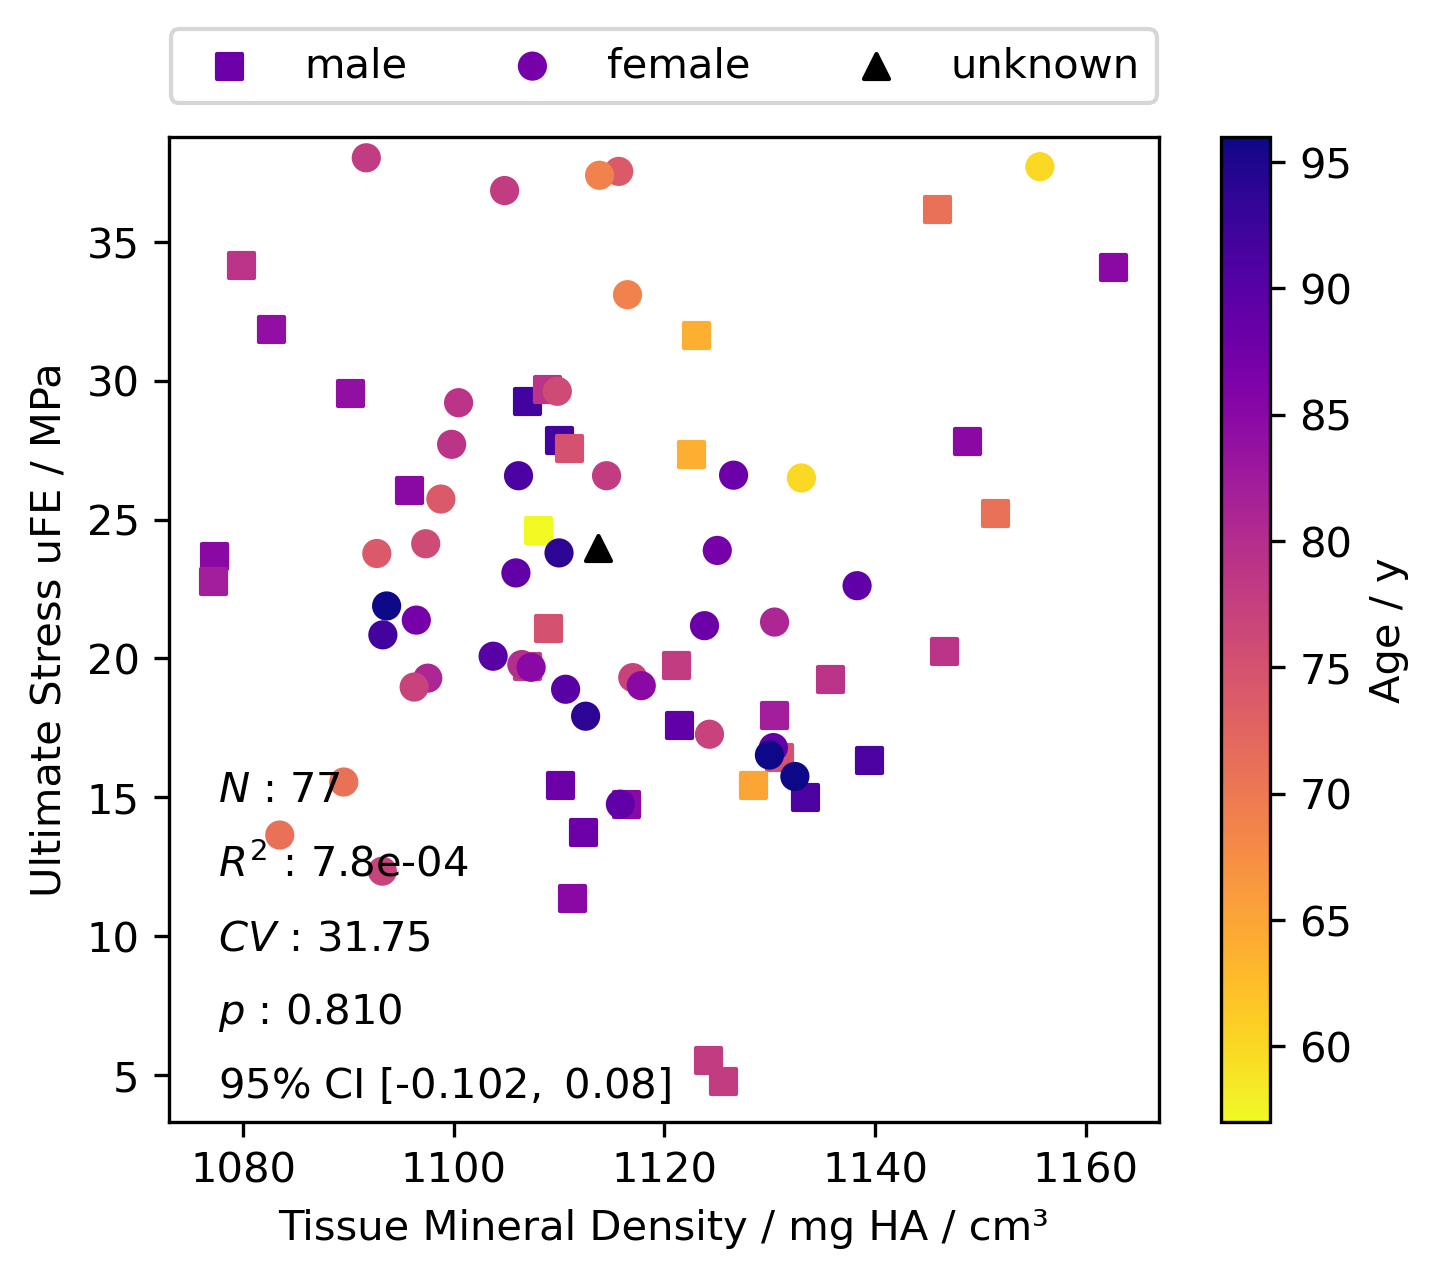 male female unknown
35
30
25
20
15
10
5
Ultimate Stress uFE / MPa
N : 77
R² : 7.8e-04
CV : 31.75
p : 0.810
95% CI [-0.102, 0.08]
1080 1100 1120 1140 1160
Tissue Mineral Density / mg HA / cm³
95
90
85
80
75
70
65
60
Age / y